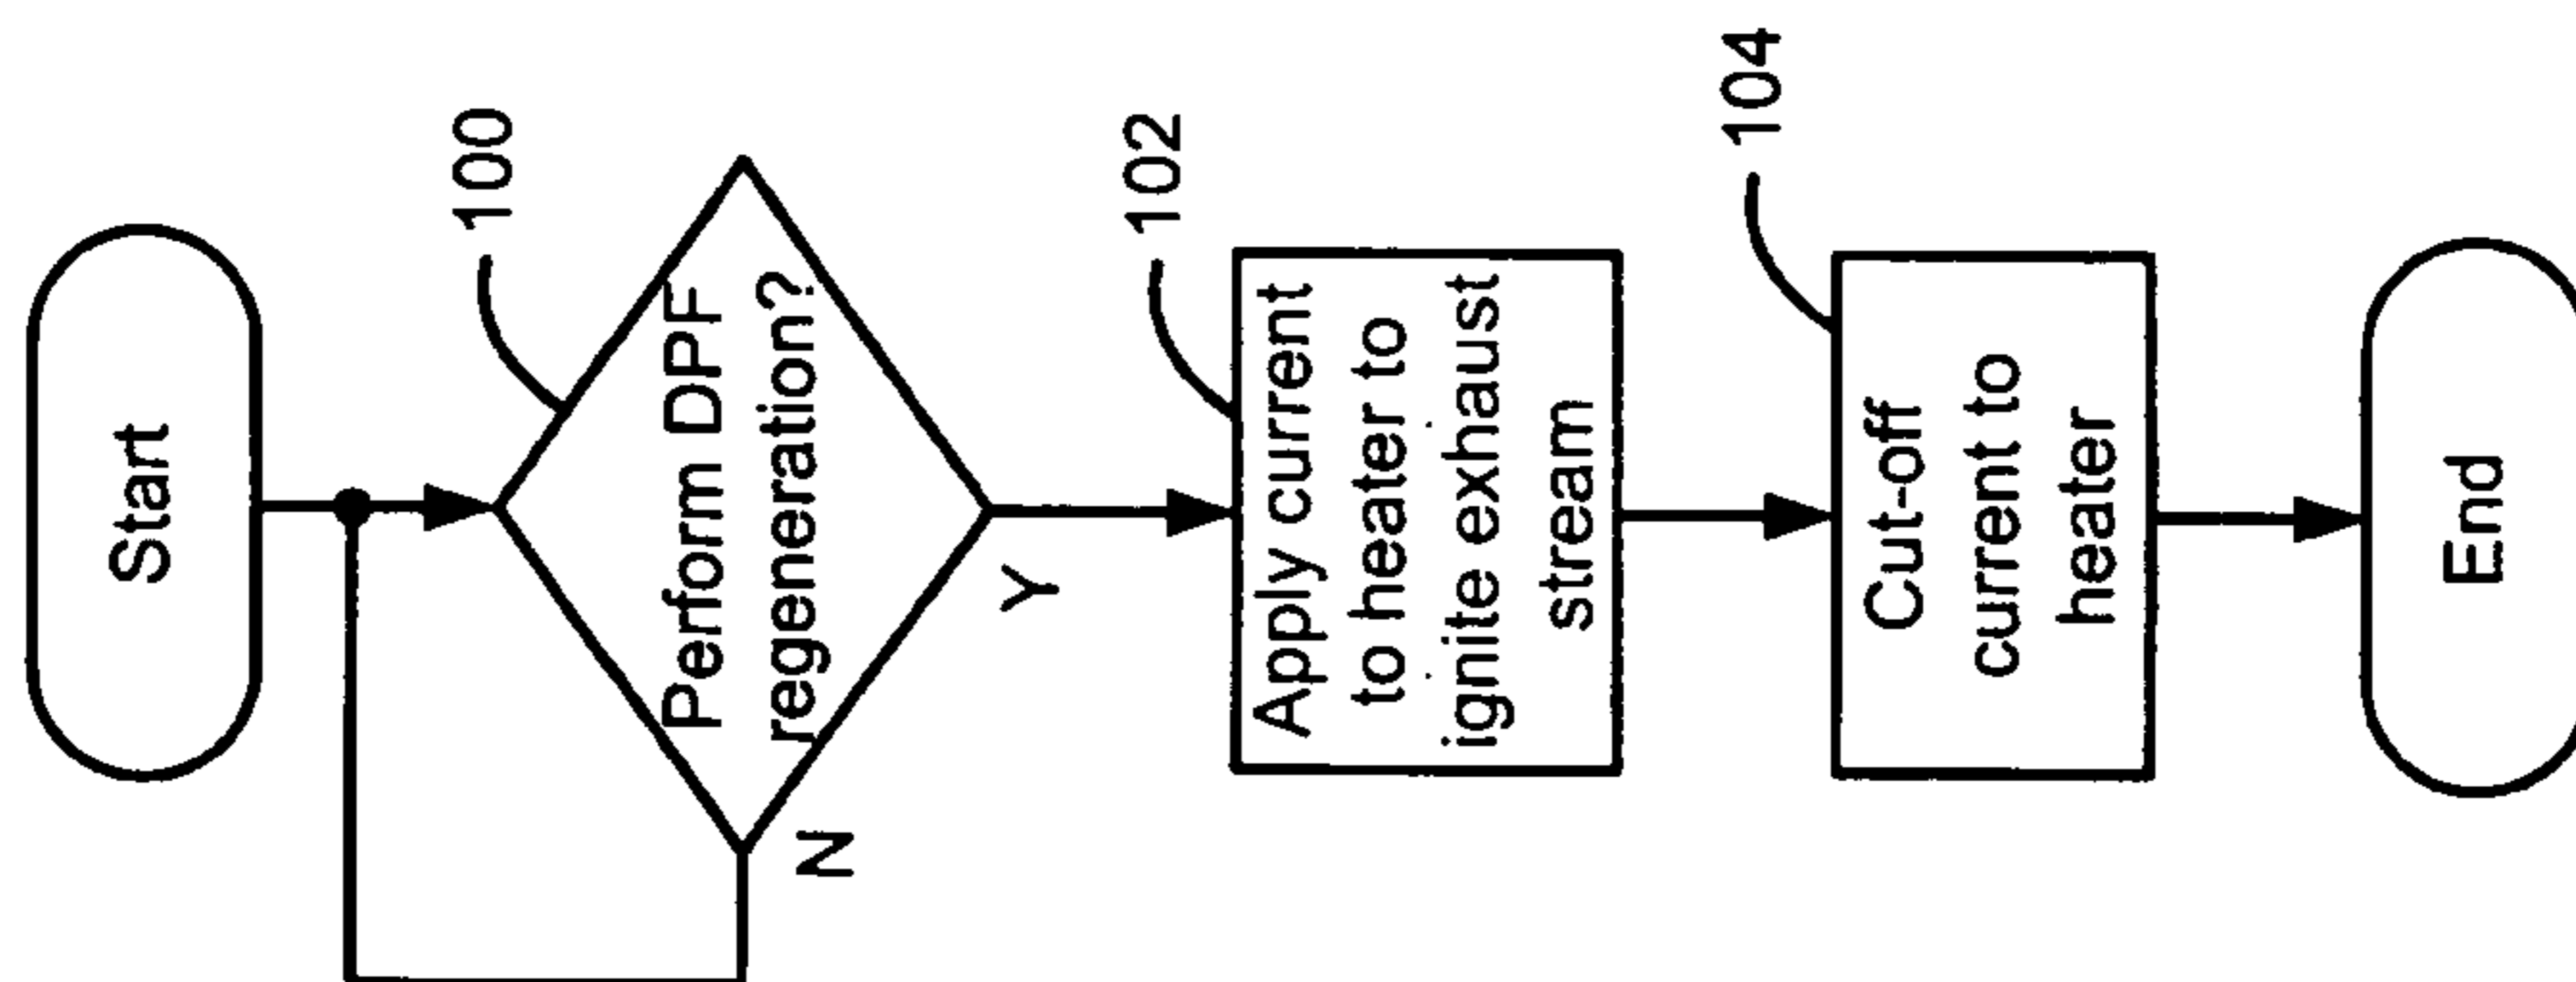 Start
100
Perform DPF
regeneration?
N
Y
102
Apply current
to heater to
ignite exhaust
stream
104
Cut-off
current to
heater
End